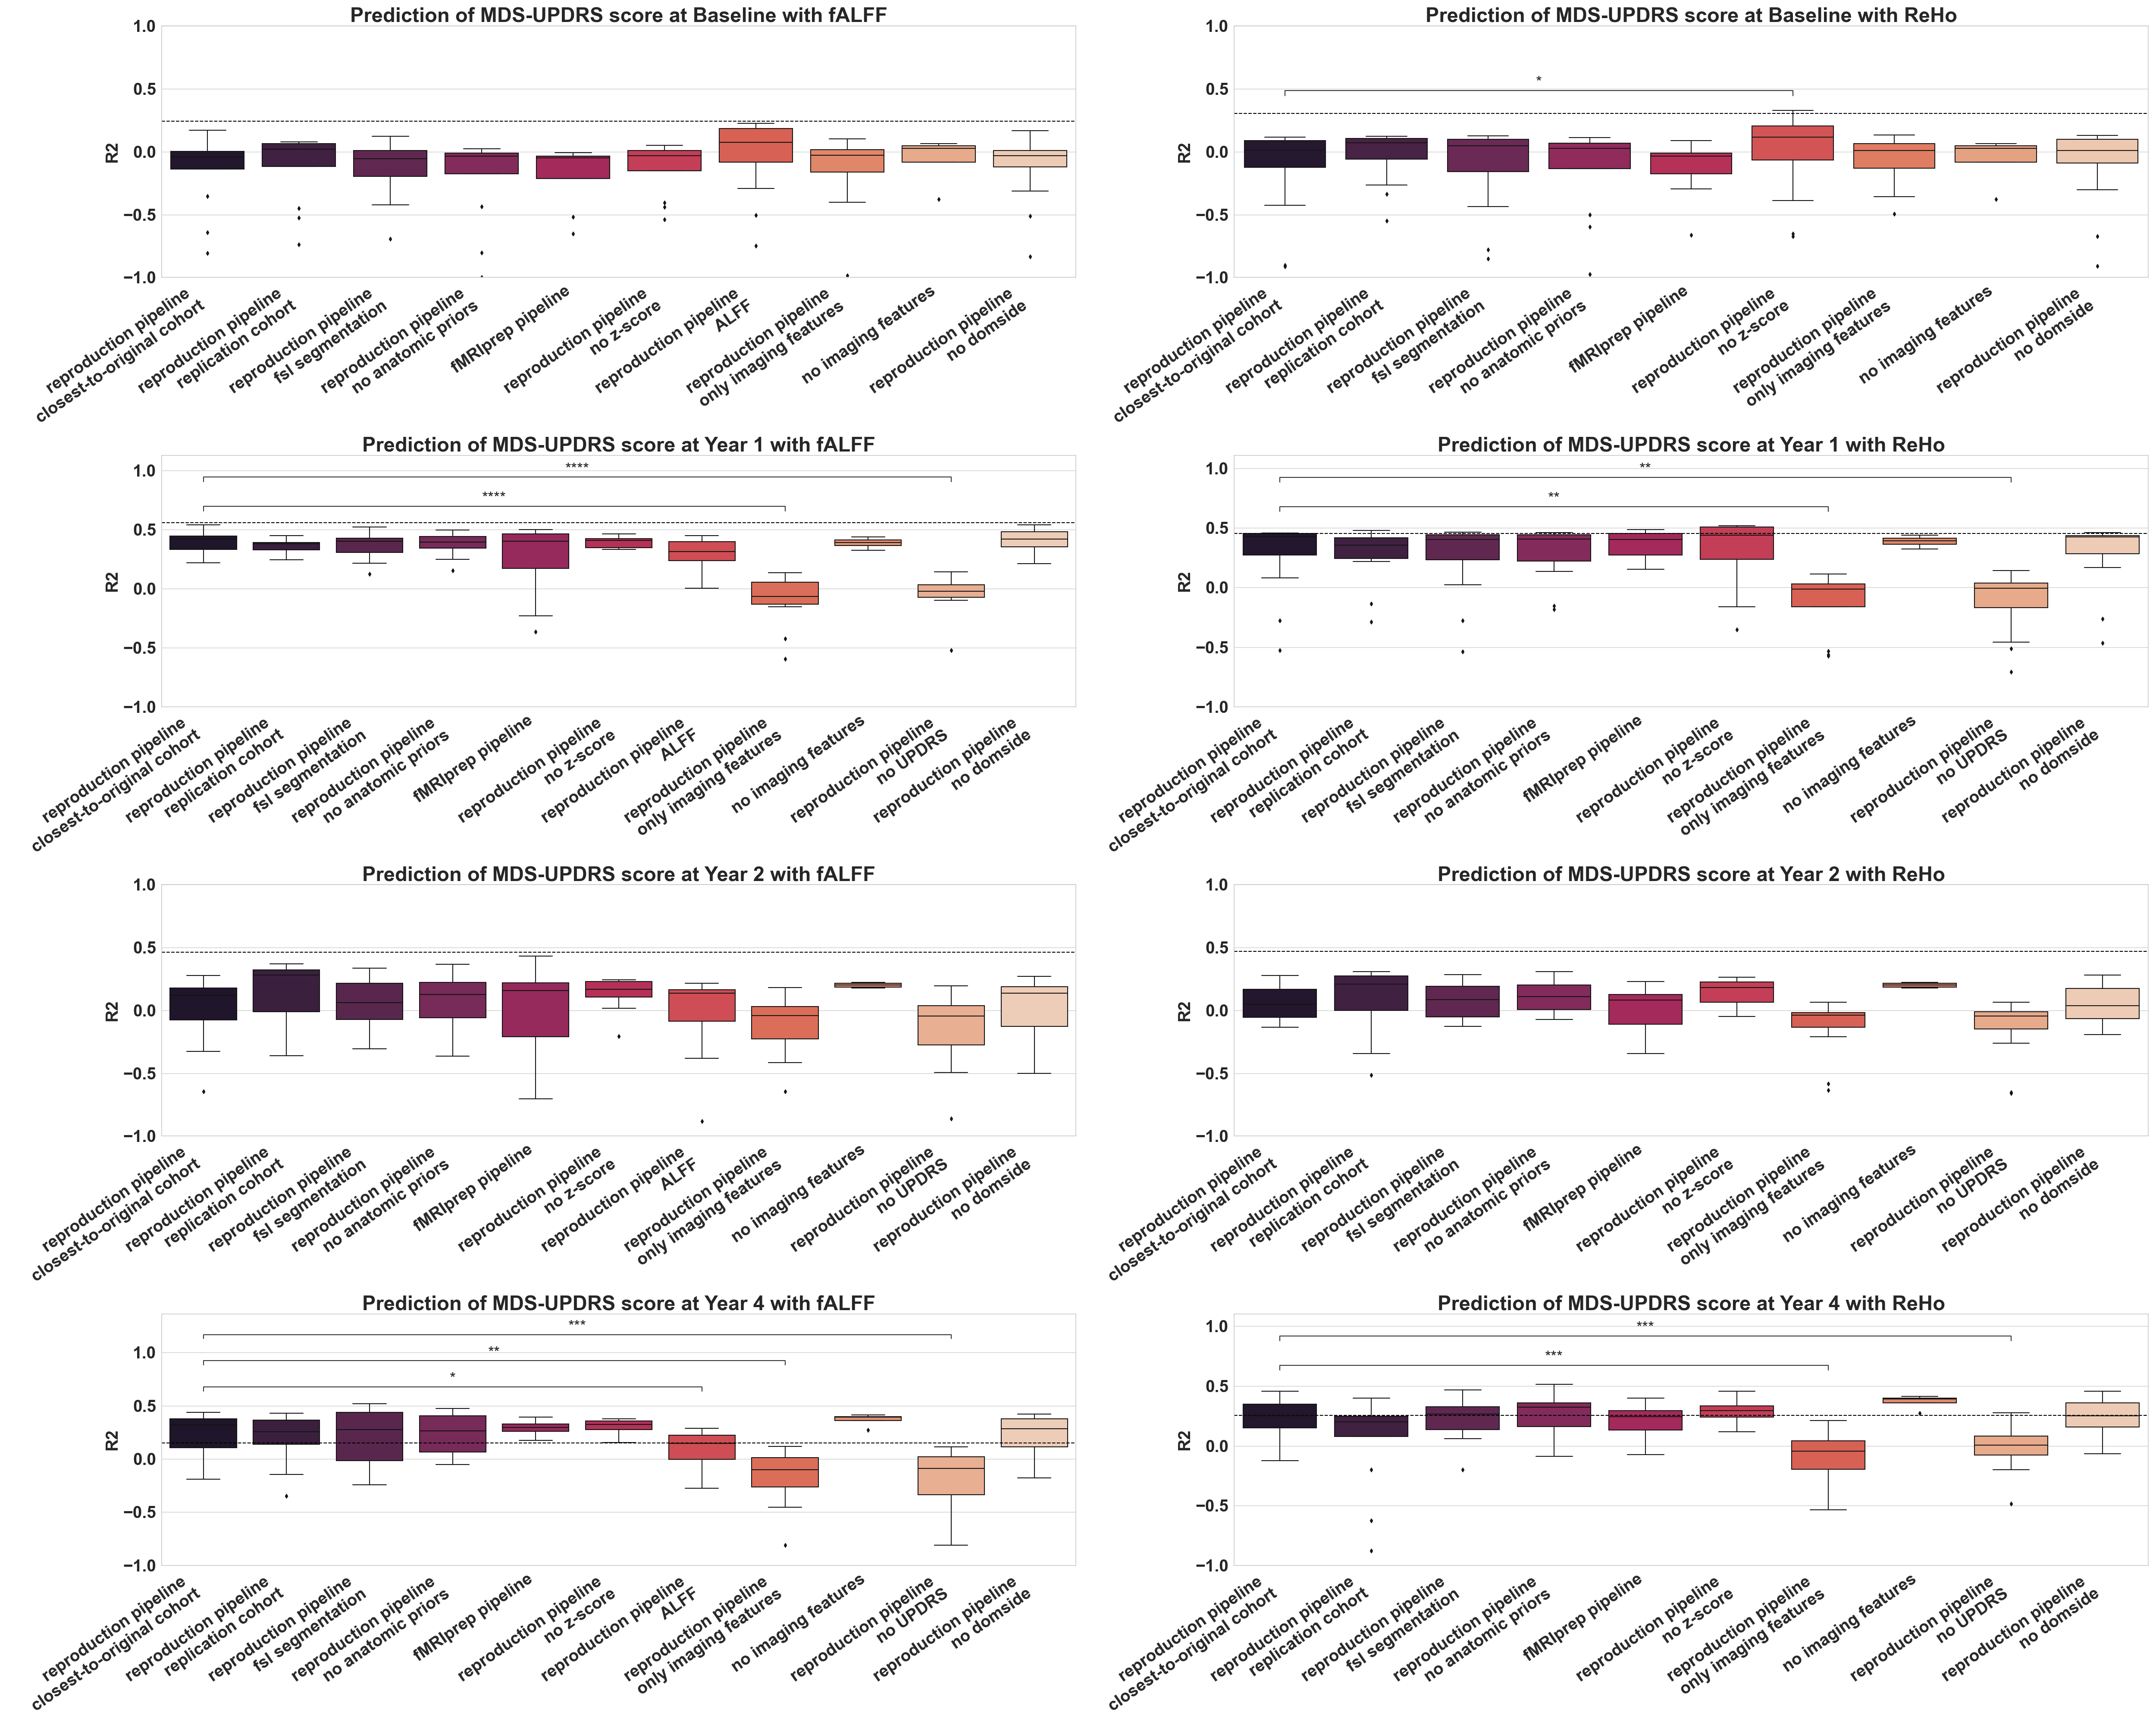 Prediction of MDS-UPDRS score at Baseline with fALFF
1.0
0.5
0.0
−0.5
−1.0
R2
reproduction pipeline
closest-to-original cohort
reproduction pipeline
replication cohort
reproduction pipeline
fsl segmentation
reproduction pipeline
no anatomic priors
fMRIprep pipeline
reproduction pipeline
no z-score
reproduction pipeline
ALFF
reproduction pipeline
only imaging features
no imaging features
reproduction pipeline
no domside
Prediction of MDS-UPDRS score at Baseline with ReHo
*
1.0
0.5
0.0
−0.5
−1.0
R2
reproduction pipeline
closest-to-original cohort
reproduction pipeline
replication cohort
reproduction pipeline
fsl segmentation
reproduction pipeline
no anatomic priors
fMRIprep pipeline
reproduction pipeline
no z-score
reproduction pipeline
only imaging features
no imaging features
reproduction pipeline
no domside
Prediction of MDS-UPDRS score at Year 1 with fALFF
****
****
1.0
0.5
0.0
−0.5
−1.0
R2
reproduction pipeline
closest-to-original cohort
reproduction pipeline
replication cohort
reproduction pipeline
fsl segmentation
reproduction pipeline
no anatomic priors
fMRIprep pipeline
reproduction pipeline
no z-score
reproduction pipeline
ALFF
reproduction pipeline
only imaging features
no imaging features
reproduction pipeline
no UPDRS
reproduction pipeline
no domside
Prediction of MDS-UPDRS score at Year 1 with ReHo
**
**
1.0
0.5
0.0
−0.5
−1.0
R2
reproduction pipeline
closest-to-original cohort
reproduction pipeline
replication cohort
reproduction pipeline
fsl segmentation
reproduction pipeline
no anatomic priors
fMRIprep pipeline
reproduction pipeline
no z-score
reproduction pipeline
only imaging features
no imaging features
reproduction pipeline
no UPDRS
reproduction pipeline
no domside
Prediction of MDS-UPDRS score at Year 2 with fALFF
1.0
0.5
0.0
−0.5
−1.0
R2
reproduction pipeline
closest-to-original cohort
reproduction pipeline
replication cohort
reproduction pipeline
fsl segmentation
reproduction pipeline
no anatomic priors
fMRIprep pipeline
reproduction pipeline
no z-score
reproduction pipeline
ALFF
reproduction pipeline
only imaging features
no imaging features
reproduction pipeline
no UPDRS
reproduction pipeline
no domside
Prediction of MDS-UPDRS score at Year 2 with ReHo
1.0
0.5
0.0
−0.5
−1.0
R2
reproduction pipeline
closest-to-original cohort
reproduction pipeline
replication cohort
reproduction pipeline
fsl segmentation
reproduction pipeline
no anatomic priors
fMRIprep pipeline
reproduction pipeline
no z-score
reproduction pipeline
only imaging features
no imaging features
reproduction pipeline
no UPDRS
reproduction pipeline
no domside
Prediction of MDS-UPDRS score at Year 4 with fALFF
***
**
*
1.0
0.5
0.0
−0.5
−1.0
R2
reproduction pipeline
closest-to-original cohort
reproduction pipeline
replication cohort
reproduction pipeline
fsl segmentation
reproduction pipeline
no anatomic priors
fMRIprep pipeline
reproduction pipeline
no z-score
reproduction pipeline
ALFF
reproduction pipeline
only imaging features
no imaging features
reproduction pipeline
no UPDRS
reproduction pipeline
no domside
Prediction of MDS-UPDRS score at Year 4 with ReHo
***
***
1.0
0.5
0.0
−0.5
−1.0
R2
reproduction pipeline
closest-to-original cohort
reproduction pipeline
replication cohort
reproduction pipeline
fsl segmentation
reproduction pipeline
no anatomic priors
fMRIprep pipeline
reproduction pipeline
no z-score
reproduction pipeline
only imaging features
no imaging features
reproduction pipeline
no UPDRS
reproduction pipeline
no domside